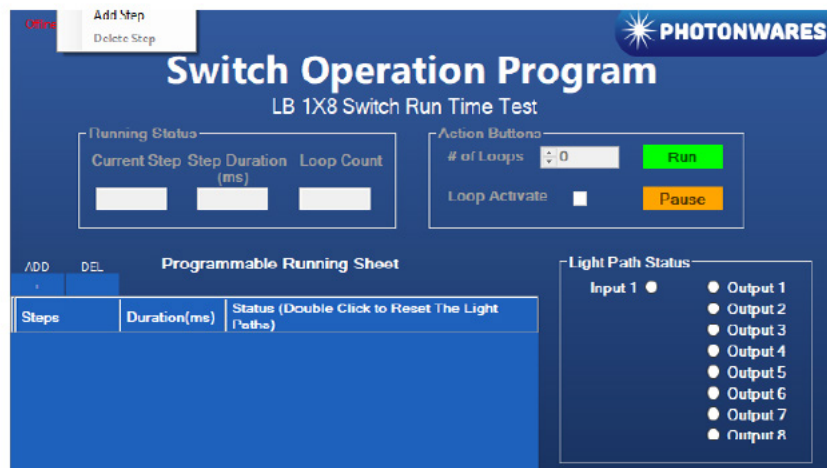 Add Step
Delete Step
PHOTONWARES
Switch Operation Program
LB 1X8 Switch Run Time Test
Running Status
Current Step Step Duration (ms) Loop Count
Action Buttons
# of Loops 0 Run
Loop Activate Pause
ADD DEL Programmable Running Sheet
Steps Duration(ms) Status (Double Click to Reset The Light Paths)
Light Path Status
Input 1 Output 1
Output 2
Output 3
Output 4
Output 5
Output 6
Output 7
Output 8